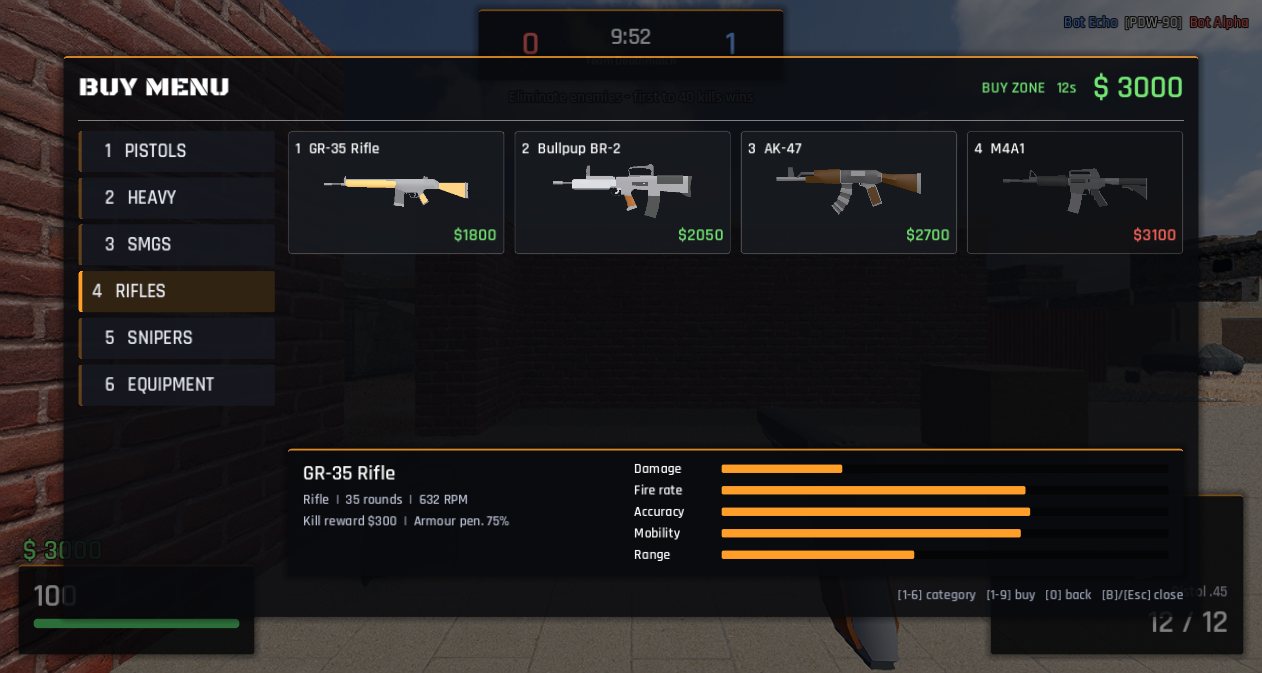 Bot Echo [PDW-90] Bot Alpha
0 9:52 1
Eliminate enemies - first to 40 kills wins
BUY MENU
BUY ZONE 12s $ 3000
1 PISTOLS
2 HEAVY
3 SMGS
4 RIFLES
5 SNIPERS
6 EQUIPMENT
1 GR-35 Rifle
$1800
2 Bullpup BR-2
$2050
3 AK-47
$2700
4 M4A1
$3100
GR-35 Rifle
Rifle | 35 rounds | 632 RPM
Kill reward $300 | Armour pen. 75%
Damage
Fire rate
Accuracy
Mobility
Range
$ 3000
100
[1-6] category [1-9] buy [0] back [B]/[Esc] close
.45
12 / 12